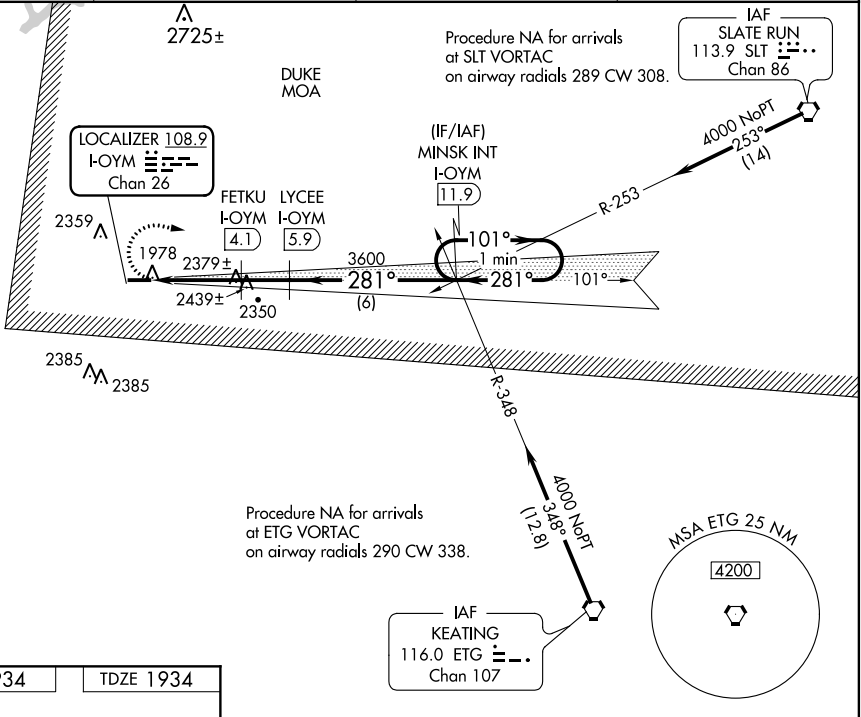 2725±
IAF
SLATE RUN
113.9 SLT
Chan 86
Procedure NA for arrivals
at SLT VORTAC
on airway radials 289 CW 308.
DUKE
MOA
4000 NoPT
253°
(14)
LOCALIZER 108.9
I-OYM
Chan 26
(IF/IAF)
MINSK INT
I-OYM
11.9
R-253
FETKU
I-OYM
4.1
LYCEE
I-OYM
5.9
2359
1978
2379±
2439±
2350
3600
281°
(6)
101°
1 min
281°
101°
2385
2385
R-348
4000 NoPT
348°
(12.8)
Procedure NA for arrivals
at ETG VORTAC
on airway radials 290 CW 338.
MSA ETG 25 NM
4200
IAF
KEATING
116.0 ETG
Chan 107
34
TDZE 1934